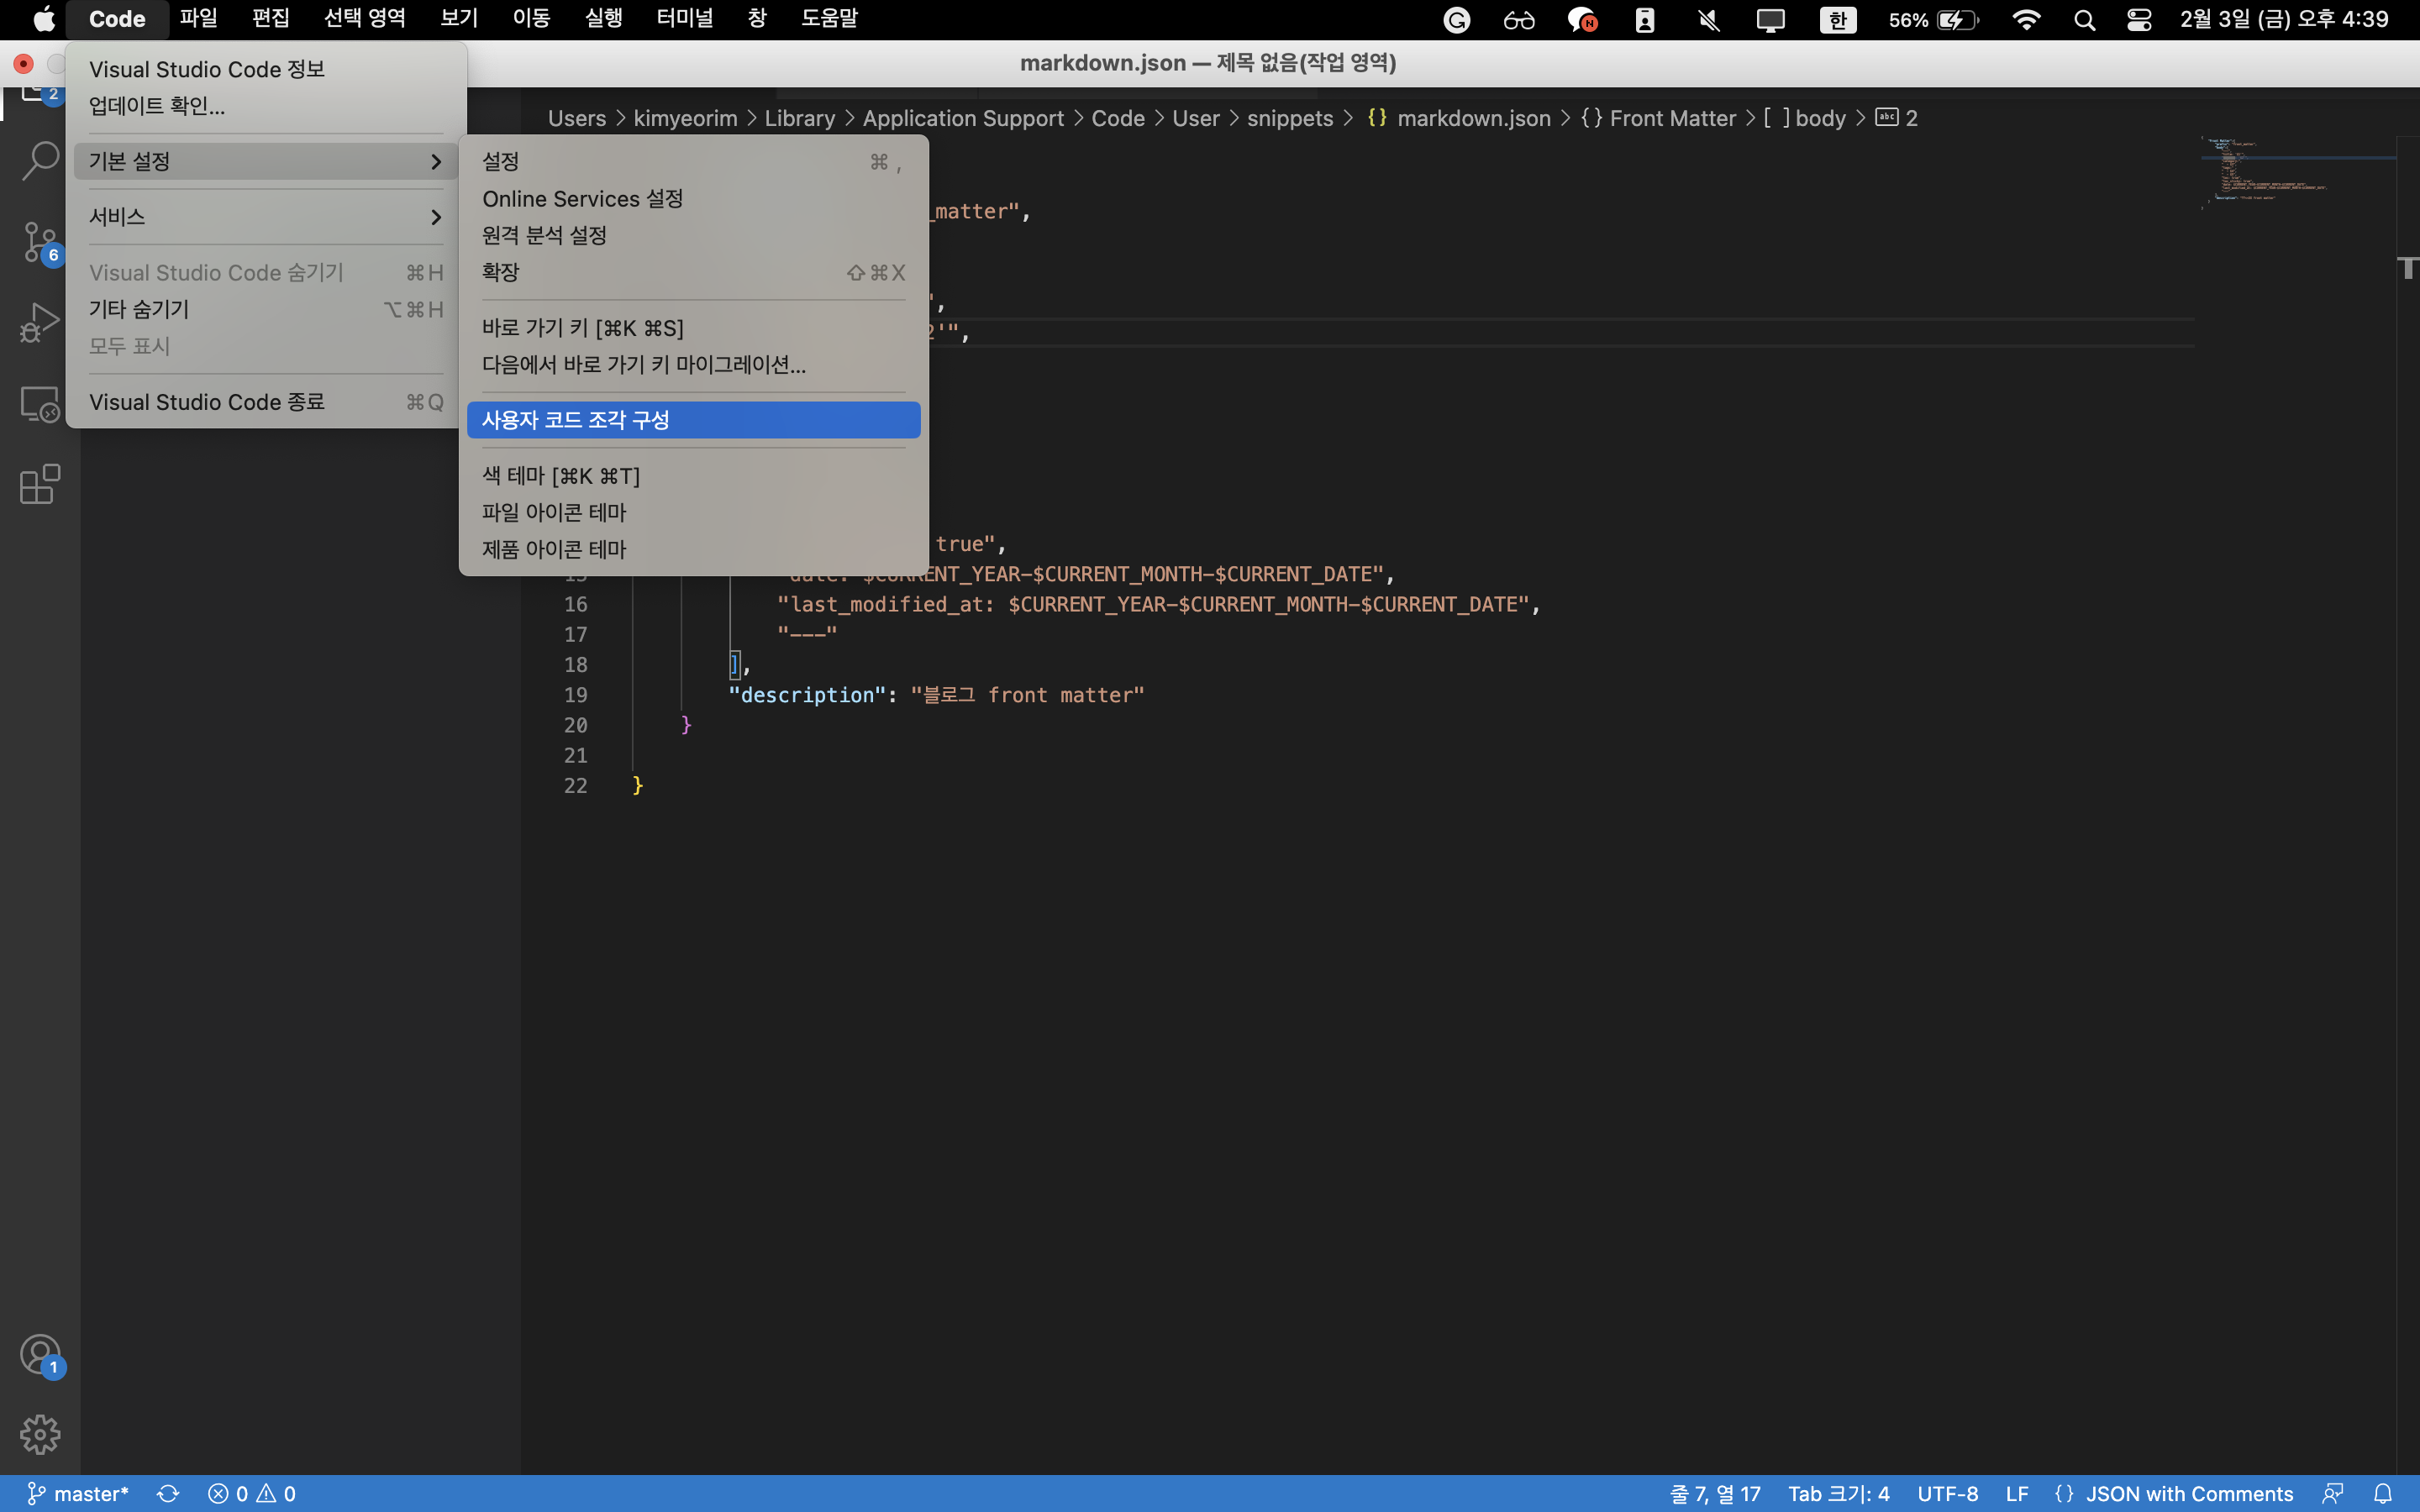 Code 파일 편집 선택 영역 보기 이동 실행 터미널 창 도움말 한 56% 2월 3일 (금) 오후 4:39
markdown.json — 제목 없음(작업 영역)
Visual Studio Code 정보
업데이트 확인...
기본 설정
서비스
Visual Studio Code 숨기기 ⌘H
기타 숨기기 ⌥⌘H
모두 표시
Visual Studio Code 종료 ⌘Q
설정 ⌘,
Online Services 설정
원격 분석 설정
확장 ⇧⌘X
바로 가기 키 [⌘K ⌘S]
다음에서 바로 가기 키 마이그레이션...
사용자 코드 조각 구성
색 테마 [⌘K ⌘T]
파일 아이콘 테마
제품 아이콘 테마
2
6
1
Users > kimyeorim > Library > Application Support > Code > User > snippets > {} markdown.json > {} Front Matter > [ ] body > abc 2
_matter",
',
2'",
true",
date: $CURRENT_YEAR-$CURRENT_MONTH-$CURRENT_DATE",
16 "last_modified_at: $CURRENT_YEAR-$CURRENT_MONTH-$CURRENT_DATE",
17 "---"
18 ],
19 "description": "블로그 front matter"
20 }
21
22 }
master* 0 0 줄 7, 열 17 Tab 크기: 4 UTF-8 LF {} JSON with Comments